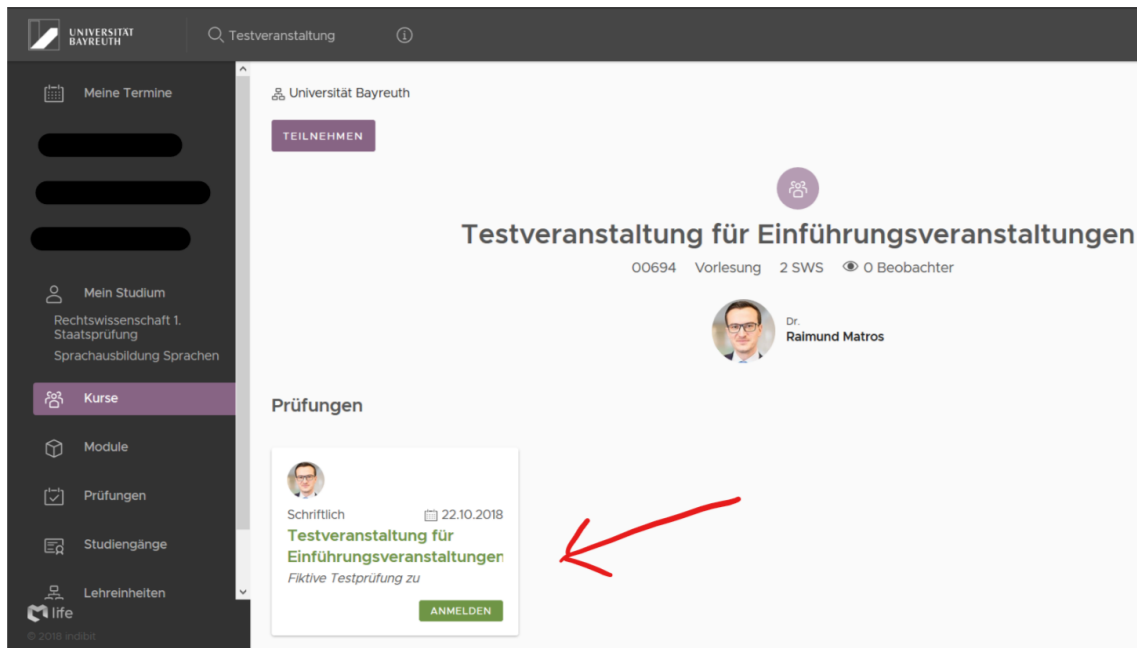 UNIVERSITÄT
BAYREUTH
Testveranstaltung
Meine Termine
Mein Studium
Rechtswissenschaft 1.
Staatsprüfung
Sprachausbildung Sprachen
Kurse
Module
Prüfungen
Studiengänge
Lehreinheiten
life
© 2018 indibit
Universität Bayreuth
TEILNEHMEN
Testveranstaltung für Einführungsveranstaltungen
00694 Vorlesung 2 SWS 0 Beobachter
Dr.
Raimund Matros
Prüfungen
Schriftlich 22.10.2018
Testveranstaltung für
Einführungsveranstaltungen
Fiktive Testprüfung zu
ANMELDEN